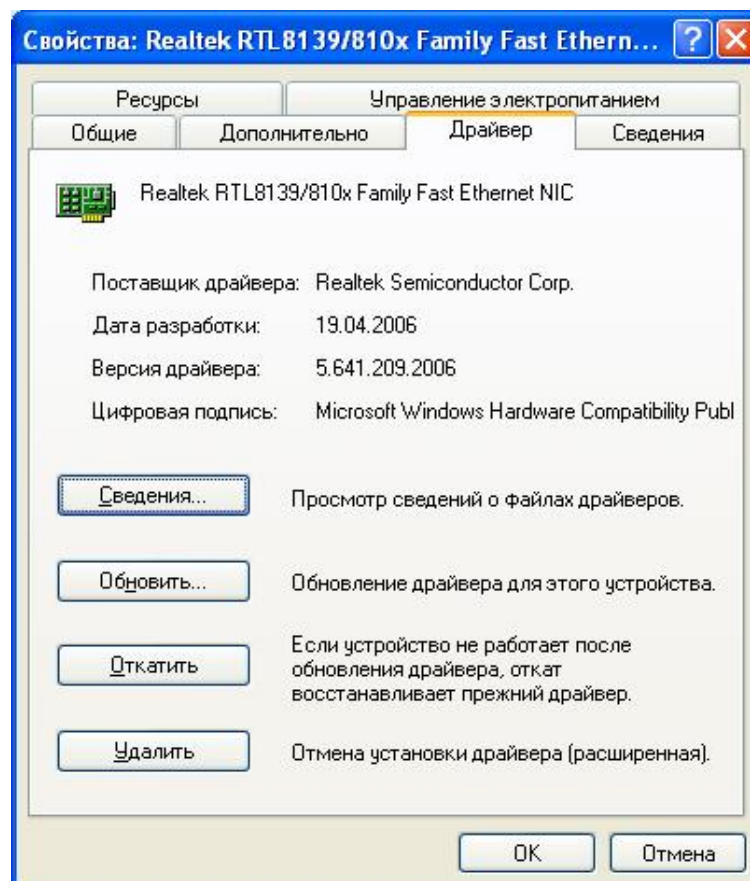 Свойства: Realtek RTL8139/810x Family Fast Ethern...
Ресурсы
Управление электропитанием
Общие
Дополнительно
Драйвер
Сведения
Realtek RTL8139/810x Family Fast Ethernet NIC
Поставщик драйвера: Realtek Semiconductor Corp.
Дата разработки: 19.04.2006
Версия драйвера: 5.641.209.2006
Цифровая подпись: Microsoft Windows Hardware Compatibility Publ
Сведения...
Просмотр сведений о файлах драйверов.
Обновить...
Обновление драйвера для этого устройства.
Откатить
Если устройство не работает после
обновления драйвера, откат
восстанавливает прежний драйвер.
Удалить
Отмена установки драйвера (расширенная).
OK
Отмена